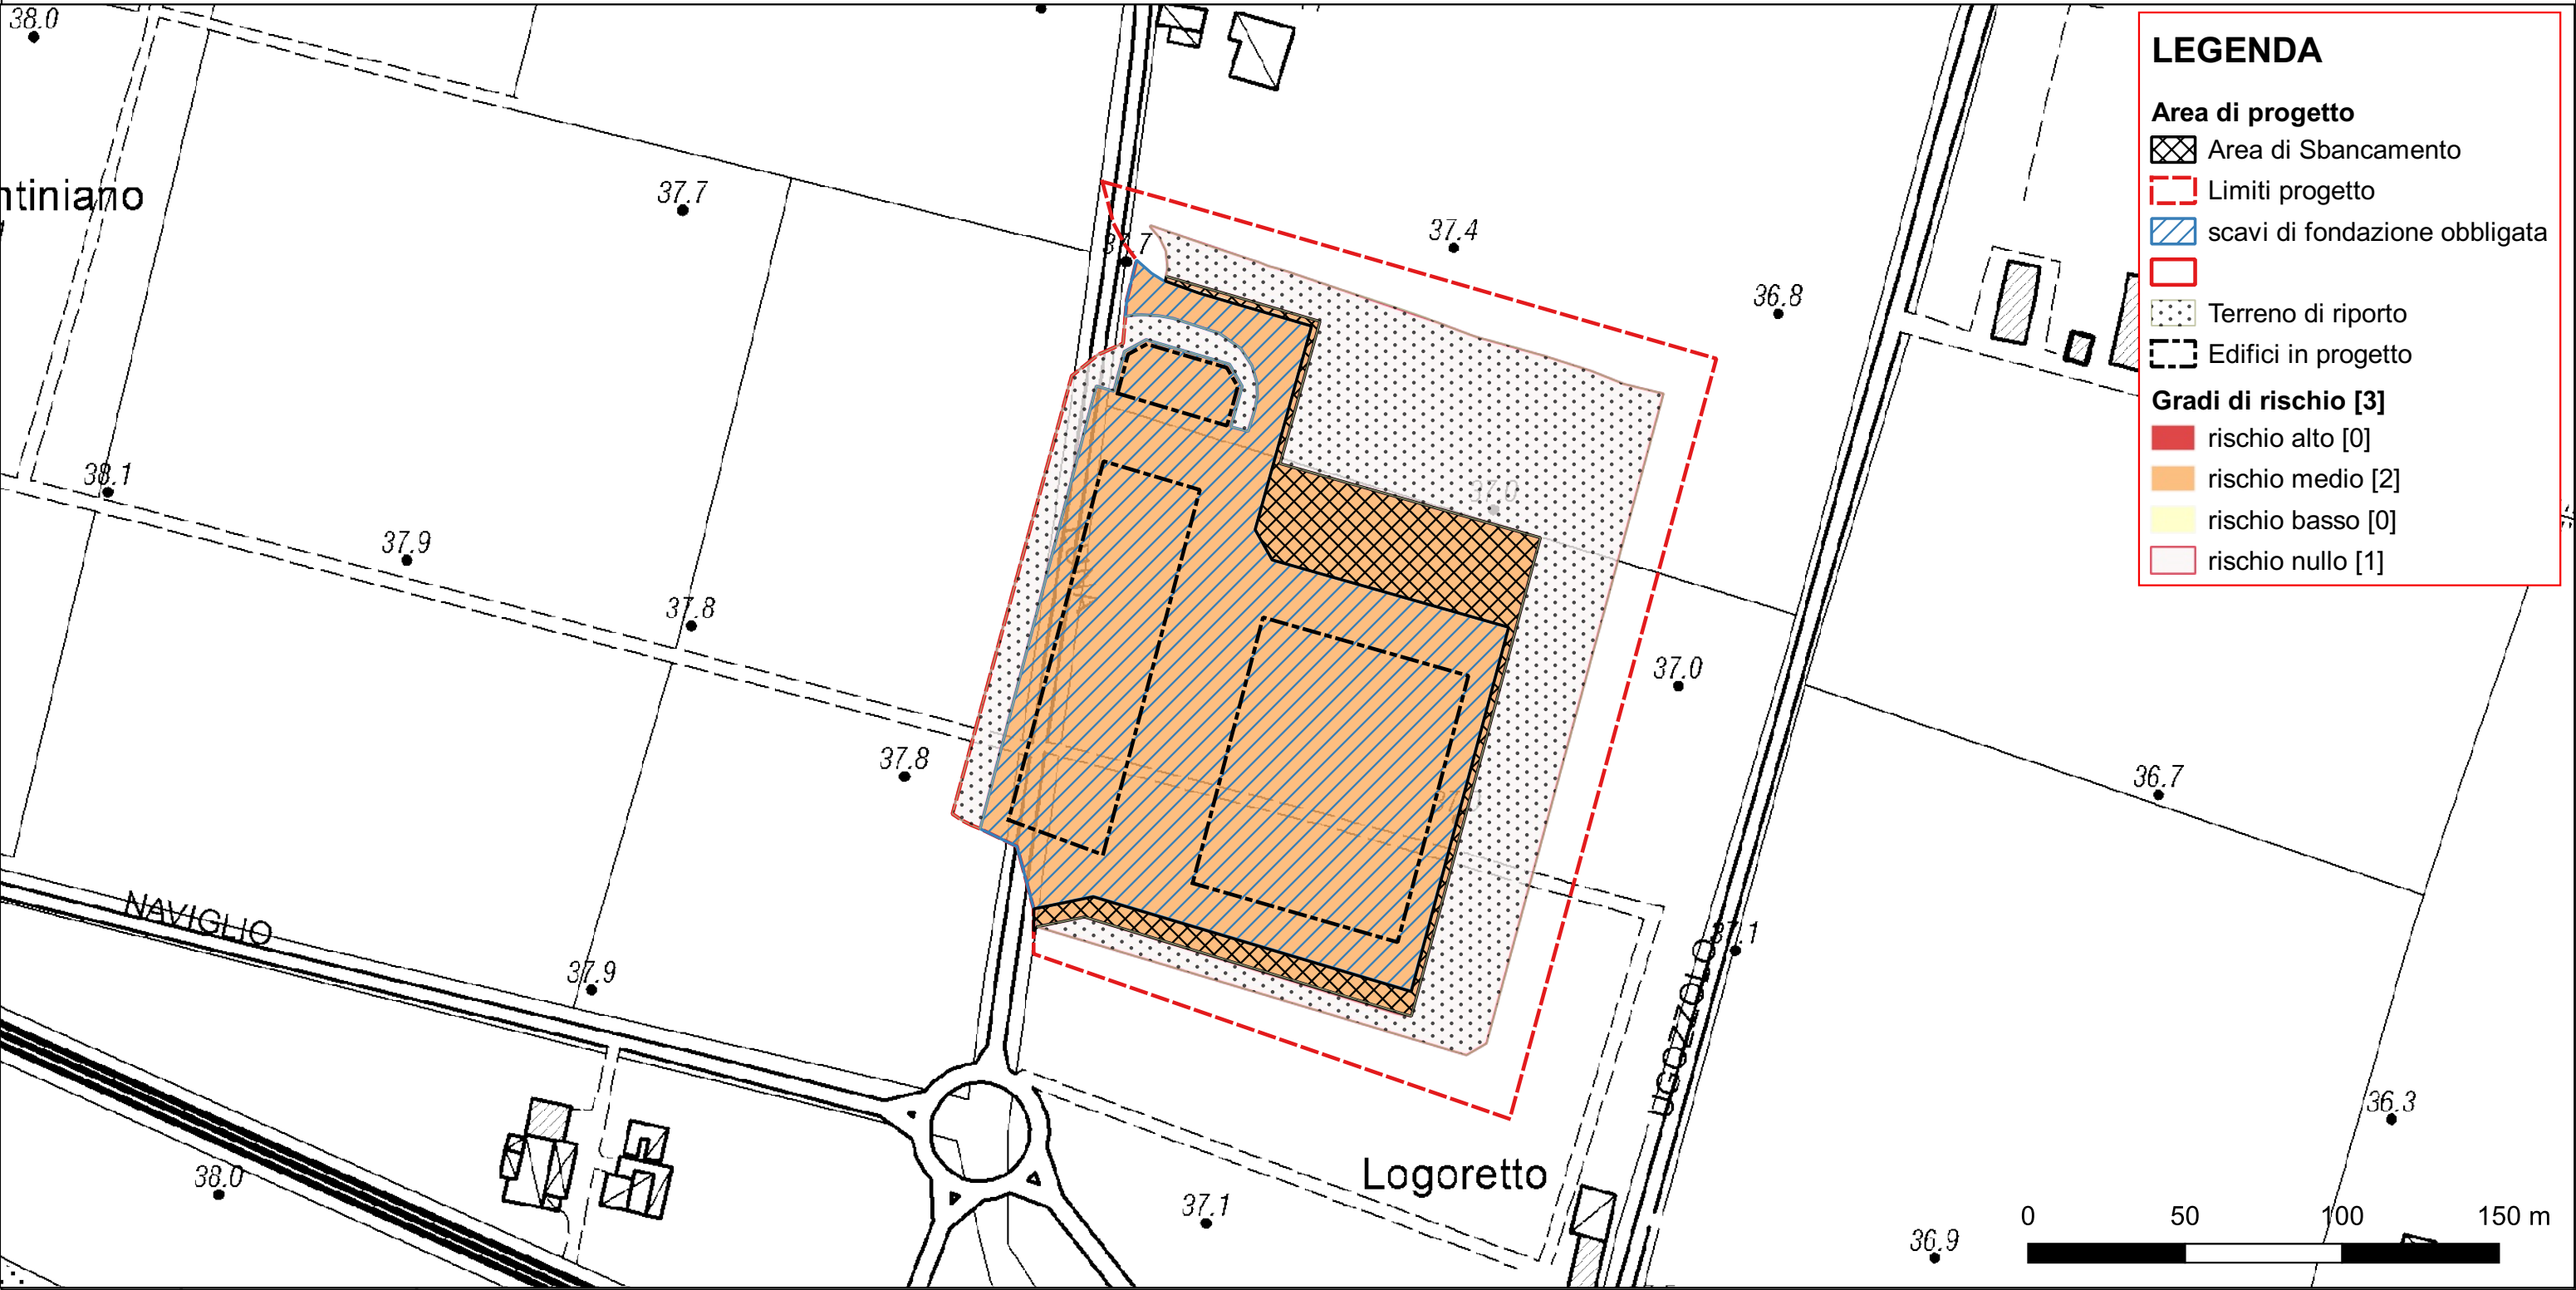 38.0
ntiniano
37.7
37.4
36.8
38.1
37.9
37.8
37.0
37.0
37.8
36.7
NAVIGLIO
37.9
37.1
UGOZZOLO
36.3
38.0
Logoretto
37.1
36.9
LEGENDA
Area di progetto
Area di Sbancamento
Limiti progetto
scavi di fondazione obbligata
Terreno di riporto
Edifici in progetto
Gradi di rischio [3]
rischio alto [0]
rischio medio [2]
rischio basso [0]
rischio nullo [1]
0 50 100 150 m